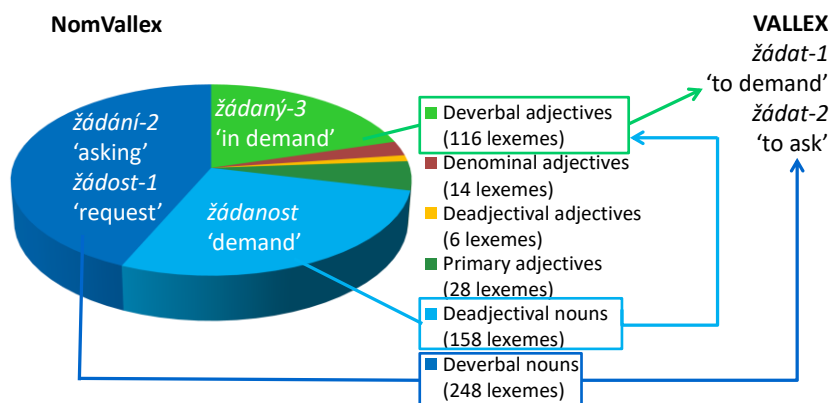 NomVallex
žádání-2
‘asking’
žádost-1
‘request’
žádaný-3
‘in demand’
žádanost
‘demand’
Deverbal adjectives
(116 lexemes)
Denominal adjectives
(14 lexemes)
Deadjectival adjectives
(6 lexemes)
Primary adjectives
(28 lexemes)
Deadjectival nouns
(158 lexemes)
Deverbal nouns
(248 lexemes)
VALLEX
žádat-1
‘to demand’
žádat-2
‘to ask’